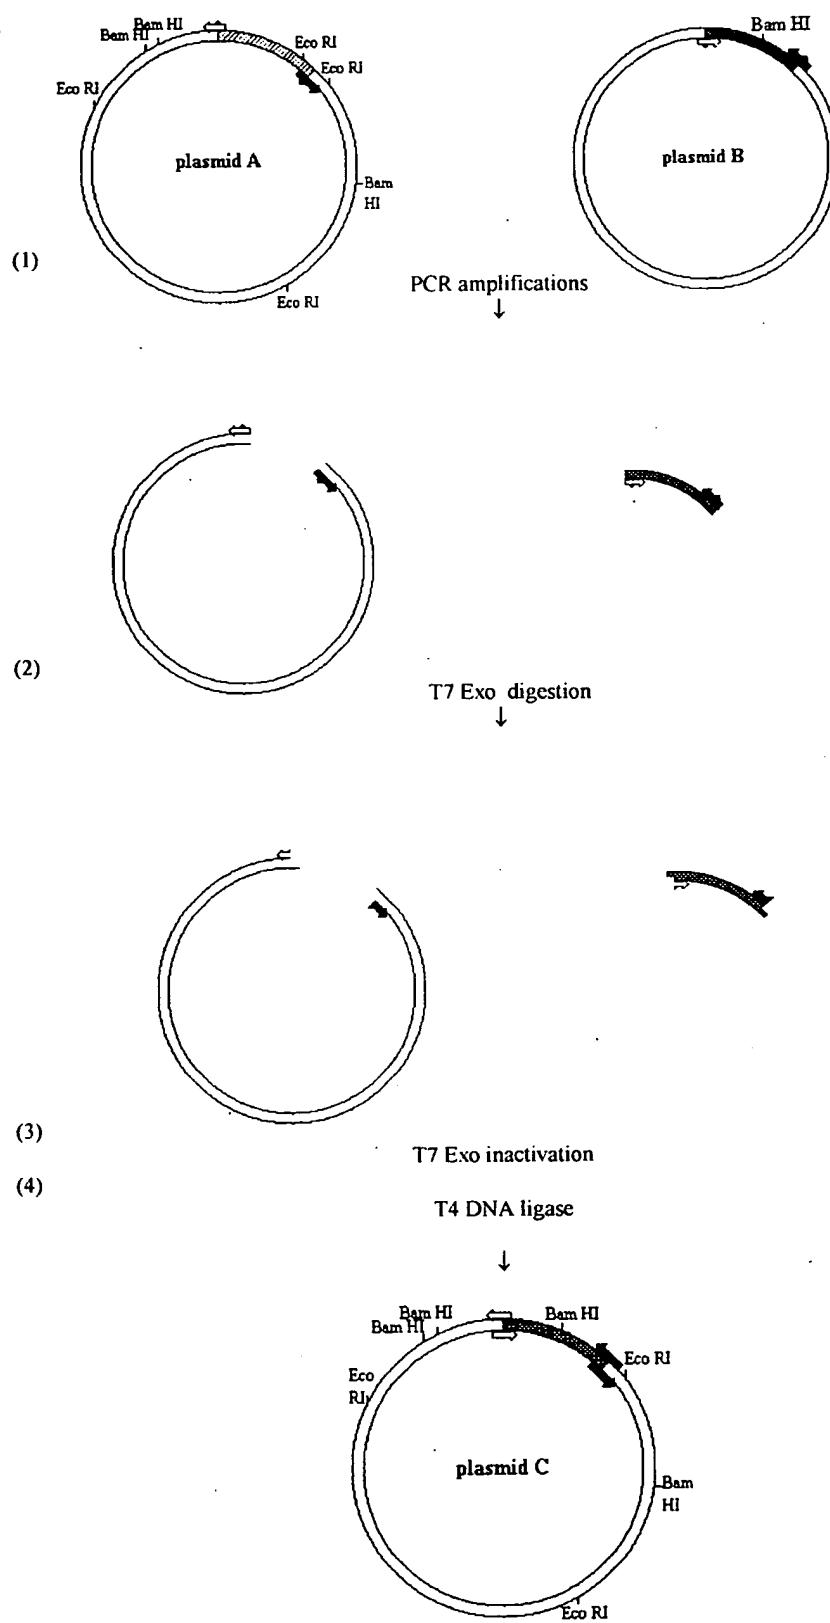 Bam HI
Bam HI
Eco RI
Eco RI
Eco RI
plasmid A
Bam
HI
Eco RI
Bam HI
plasmid B
(1)
PCR amplifications
↓
(2)
T7 Exo digestion
↓
(3)
T7 Exo inactivation
(4)
T4 DNA ligase
↓
Bam HI
Bam HI
Bam HI
Eco RI
Eco
RI
plasmid C
Bam
HI
Eco RI